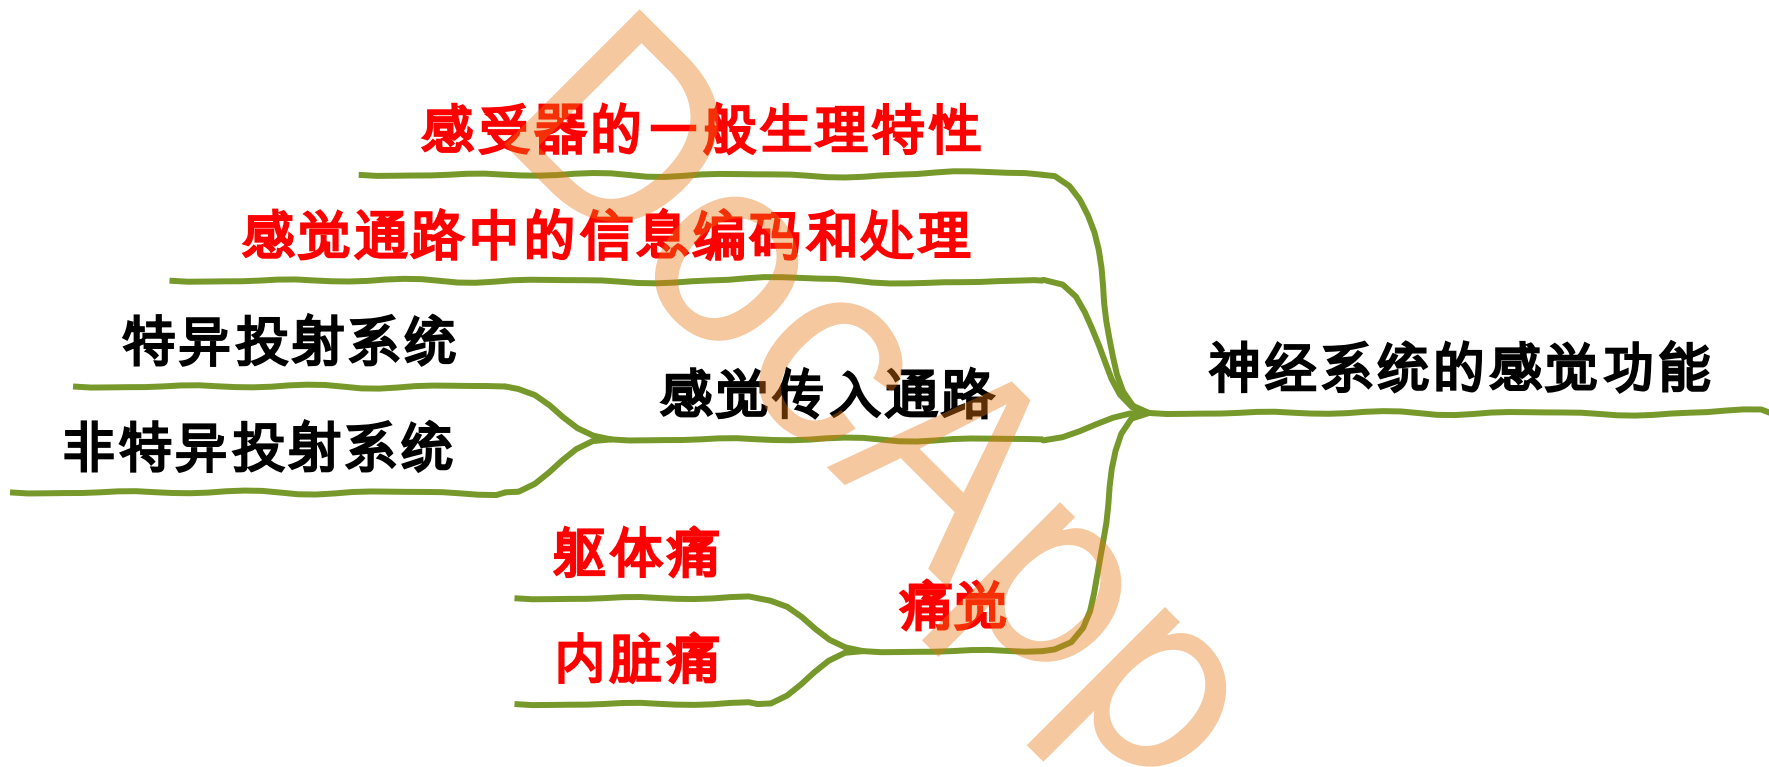 感受器的一般生理特性
感觉通路中的信息编码和处理
特异投射系统
非特异投射系统
感觉传入通路
神经系统的感觉功能
躯体痛
内脏痛
痛觉
DocApp